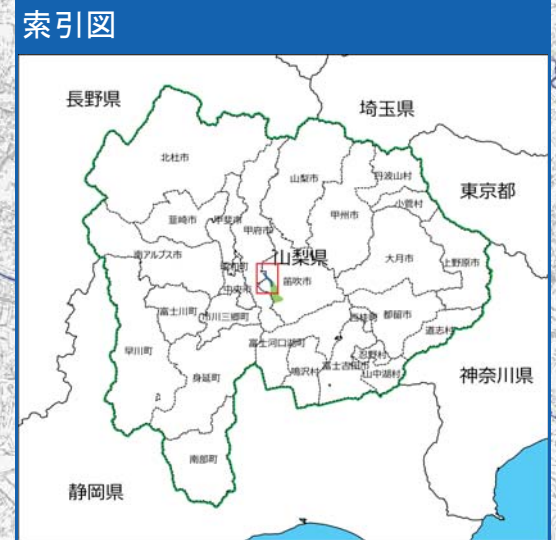 索引図
長野県
埼玉県
北杜市
山梨市
丹波山村
東京都
小菅村
韮崎市
甲斐市
甲府市
甲州市
南アルプス市
昭和町
山梨県
大月市
上野原市
中央市
笛吹市
富士川町
市川三郷町
西桂町
都留市
道志村
早川町
富士河口湖町
忍野村
鳴沢村
富士吉田市
山中湖村
身延町
神奈川県
南部町
静岡県